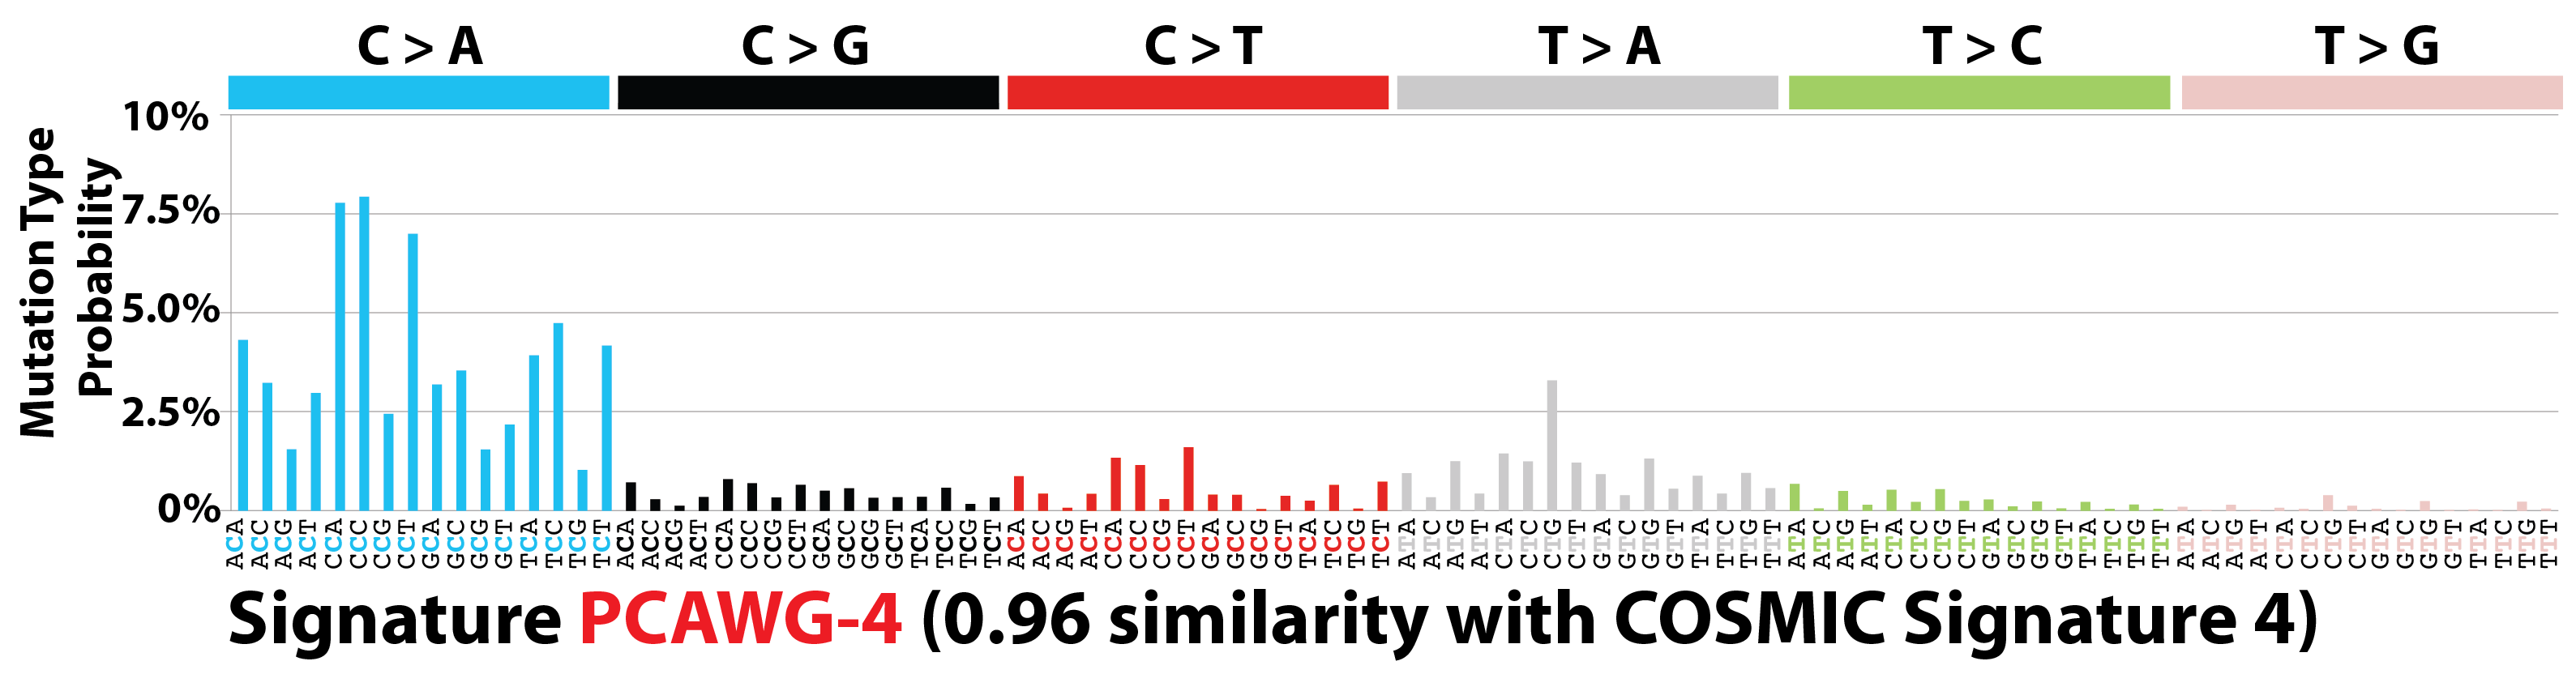 C > A C > G C > T T > A T > C T > G
Mutation Type
Probability
10%
7.5%
5.0%
2.5%
0%
ACA ACC ACG ACT CCA CCC CCG CCT GCA GCC GCG GCT TCA TCC TCG TCT ACA ACC ACG ACT CCA CCC CCG CCT GCA GCC GCG GCT TCA TCC TCG TCT ACA ACC ACG ACT CCA CCC CCG CCT GCA GCC GCG GCT TCA TCC TCG TCT ATA ATC ATG ATT CTA CTC CTG CTT GTA GTC GTG GTT TTA TTC TTG TTT ATA ATC ATG ATT CTA CTC CTG CTT GTA GTC GTG GTT TTA TTC TTG TTT ATA ATC ATG ATT CTA CTC CTG CTT GTA GTC GTG GTT TTA TTC TTG TTT
Signature PCAWG-4 (0.96 similarity with COSMIC Signature 4)